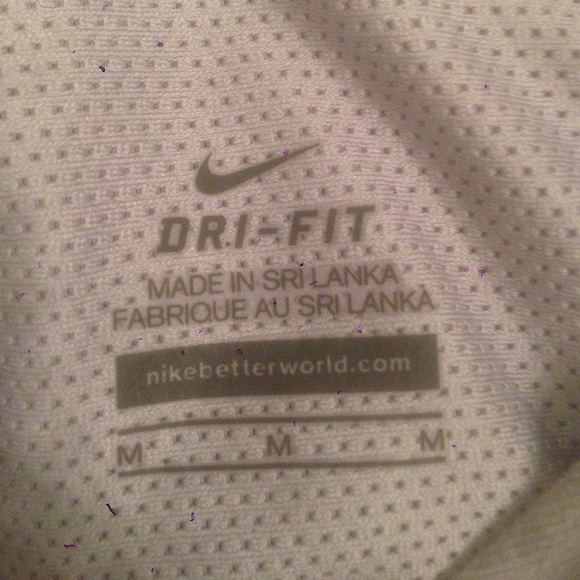 DRI-FIT
MADE IN SRI LANKA
FABRIQUE AU SRI LANKA
nikebetterworld.com
M M M